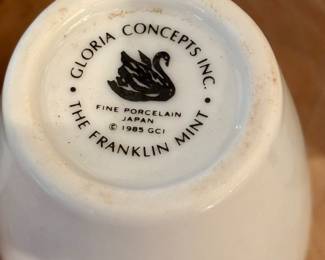 GLORIA CONCEPTS INC.
FINE PORCELAIN
JAPAN
© 1985 GCI
THE FRANKLIN MINT